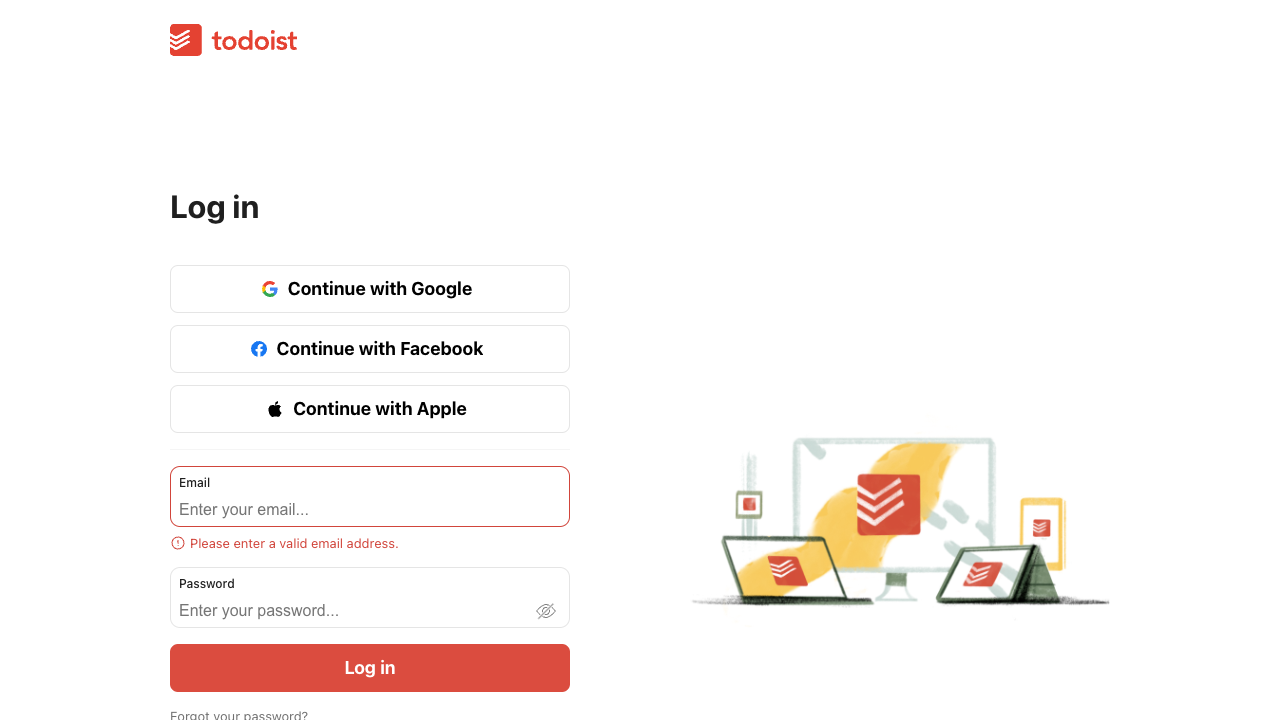 todoist
Log in
Continue with Google
Continue with Facebook
Continue with Apple
Email
Enter your email...
Please enter a valid email address.
Password
Enter your password...
Log in
Forgot your password?